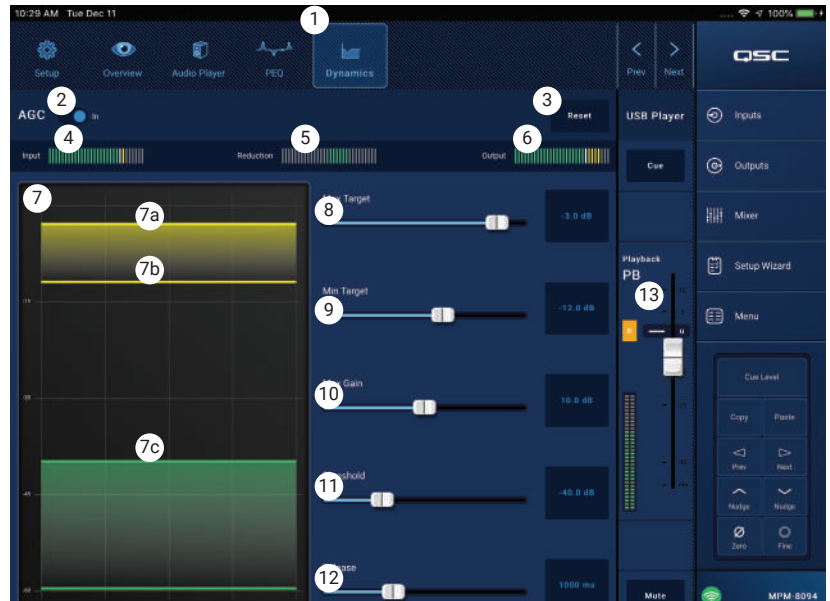 10:29 AM Tue Dec 11
100%
1
Setup
Overview
Audio Player
PEQ
Dynamics
Prev
Next
QSC
AGC
2
In
3
Reset
USB Player
Inputs
4
Input
5
Reduction
6
Output
Cue
Outputs
7
7a
7b
7c
8
Target
-3.0 dB
Mixer
Playback
PB
13
Setup Wizard
Min Target
9
-12.0 dB
Menu
10
Gain
10.0 dB
Cue Level
Copy
Paste
Prev
Next
11
-40.0 dB
Nudge
Nudge
Zero
Fine
12
1000 ms
Mute
MPM-8094